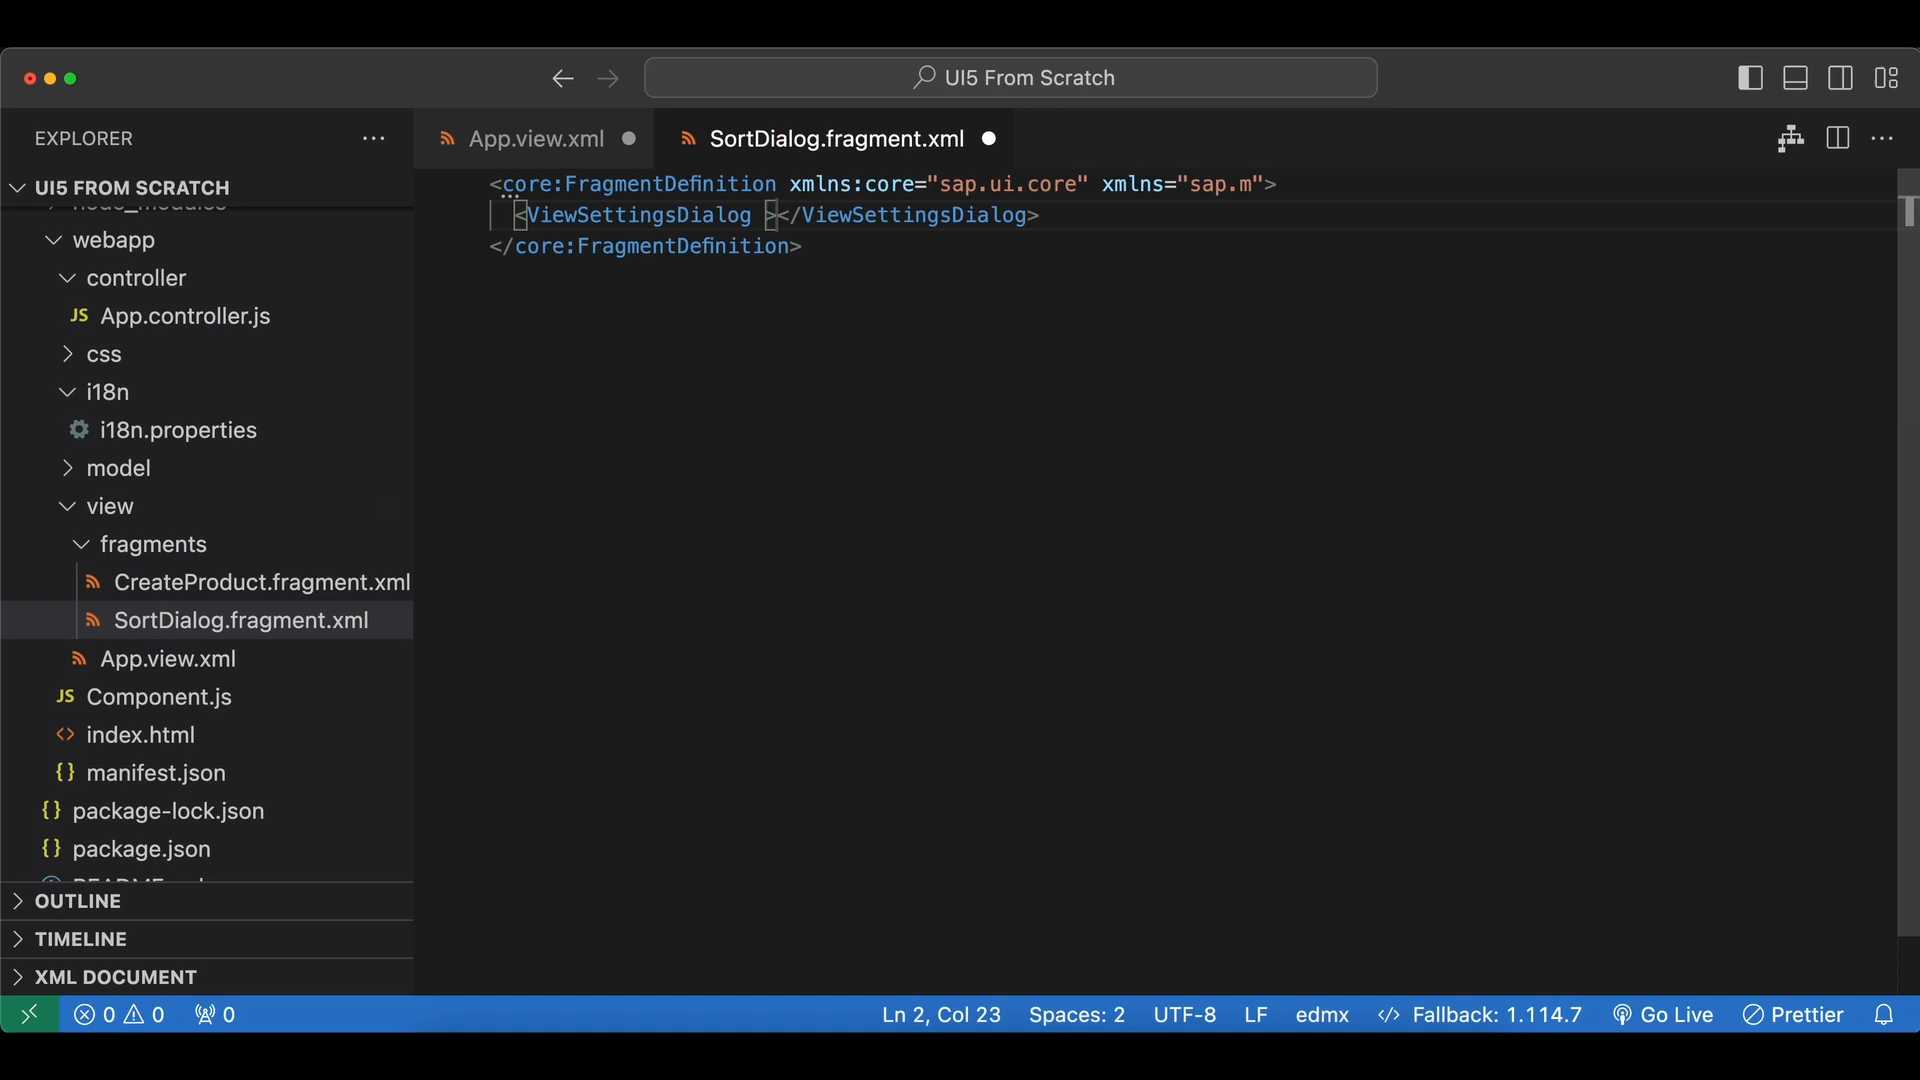 UI5 From Scratch
EXPLORER
App.view.xml
SortDialog.fragment.xml
UI5 FROM SCRATCH
webapp
controller
JS App.controller.js
css
i18n
i18n.properties
model
view
fragments
CreateProduct.fragment.xml
SortDialog.fragment.xml
App.view.xml
JS Component.js
<> index.html
{} manifest.json
{} package-lock.json
{} package.json
OUTLINE
TIMELINE
XML DOCUMENT
<core:FragmentDefinition xmlns:core="sap.ui.core" xmlns="sap.m">
<ViewSettingsDialog ></ViewSettingsDialog>
</core:FragmentDefinition>
0 0 0 Ln 2, Col 23 Spaces: 2 UTF-8 LF edmx </> Fallback: 1.114.7 Go Live Prettier